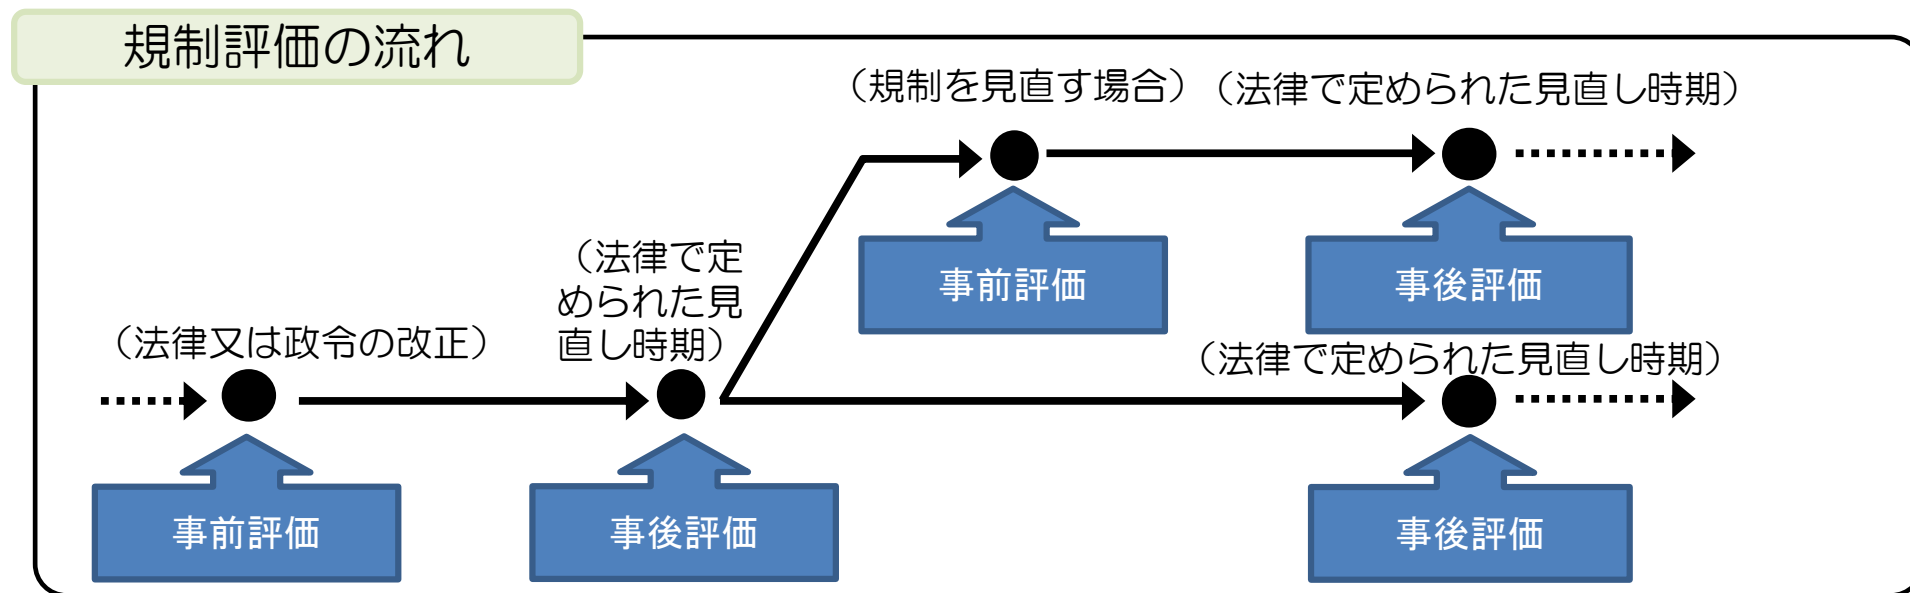 規制評価の流れ
（規制を見直す場合）
（法律で定められた見直し時期）
事前評価
事後評価
（法律又は政令の改正）
（法律で定
められた見
直し時期）
（法律で定められた見直し時期）
事前評価
事後評価
事後評価